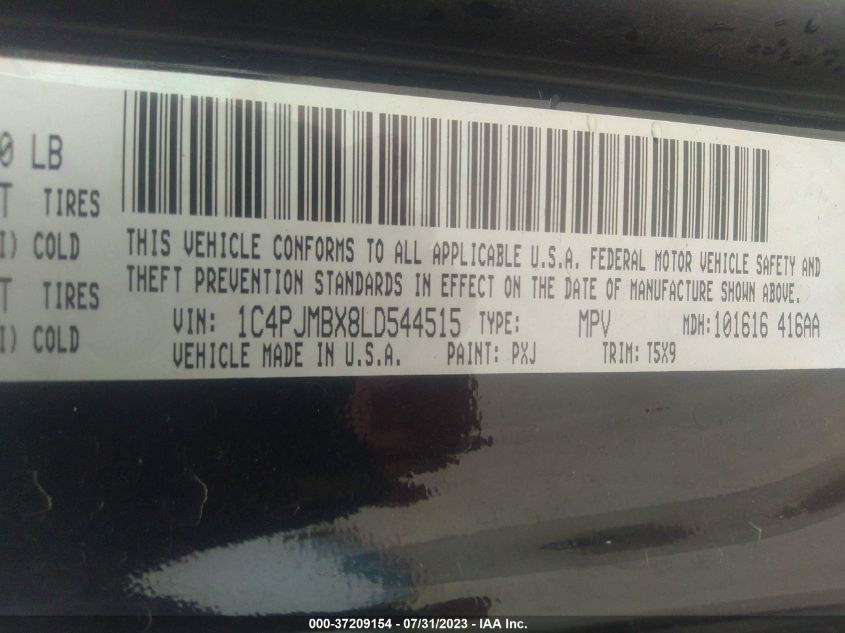 0 LB
T TIRES
I) COLD
T TIRES
I) COLD
THIS VEHICLE CONFORMS TO ALL APPLICABLE U.S.A. FEDERAL MOTOR VEHICLE SAFETY AND
THEFT PREVENTION STANDARDS IN EFFECT ON THE DATE OF MANUFACTURE SHOWN ABOVE.
VIN: 1C4PJMBX8LD544515 TYPE: MPV MDH:101616 416AA
VEHICLE MADE IN U.S.A. PAINT: PXJ TRIM: T5X9
000-37209154 - 07/31/2023 - IAA Inc.